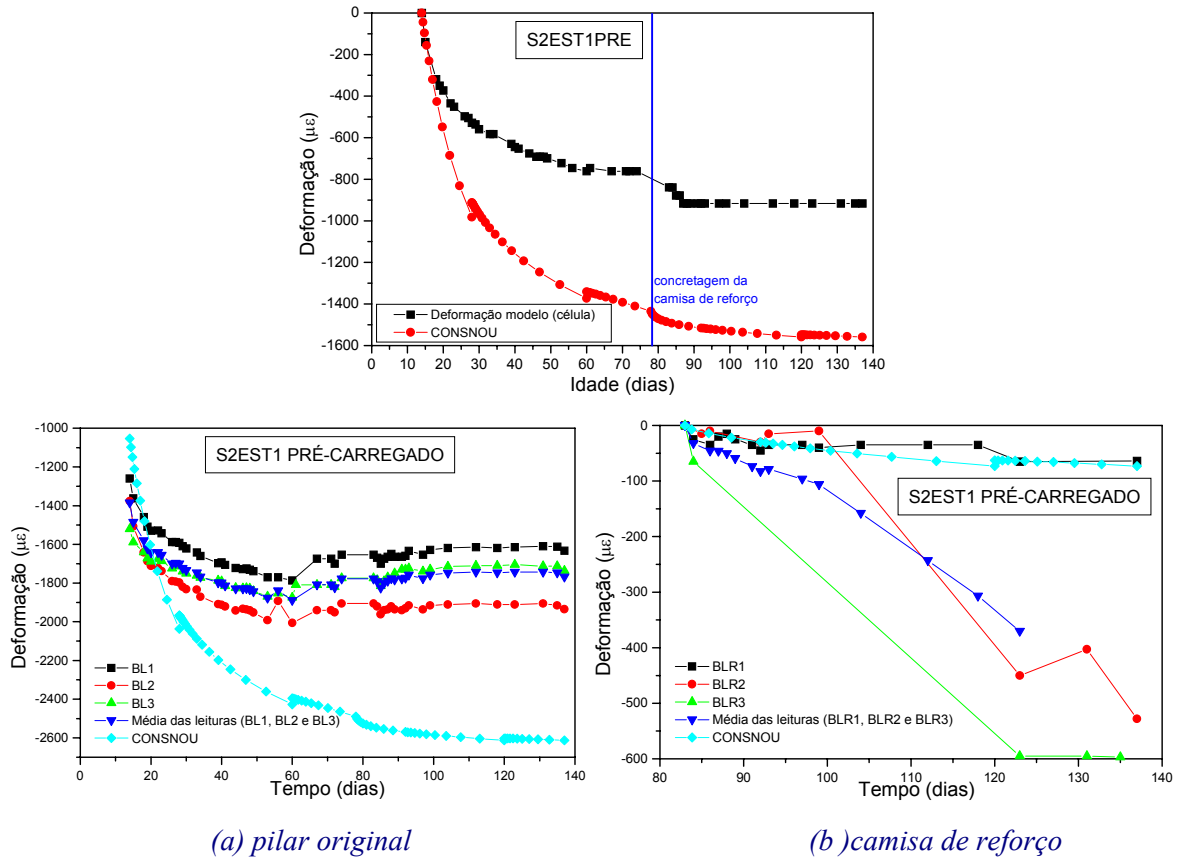 S2EST1PRE
Deformação (με)
0
-200
-400
-600
-800
-1000
-1200
-1400
-1600
concretagem da
camisa de reforço
Deformação modelo (célula)
CONSNOU
0 10 20 30 40 50 60 70 80 90 100 110 120 130 140
Idade (dias)
S2EST1 PRÉ-CARREGADO
Deformação (με)
-1000
-1200
-1400
-1600
-1800
-2000
-2200
-2400
-2600
BL1
BL2
BL3
Média das leituras (BL1, BL2 e BL3)
CONSNOU
0 20 40 60 80 100 120 140
Tempo (dias)
(a) pilar original
S2EST1 PRÉ-CARREGADO
Deformação (με)
0
-100
-200
-300
-400
-500
-600
BLR1
BLR2
BLR3
Média das leituras (BLR1, BLR2 e BLR3)
CONSNOU
80 90 100 110 120 130 140
Tempo (dias)
(b )camisa de reforço